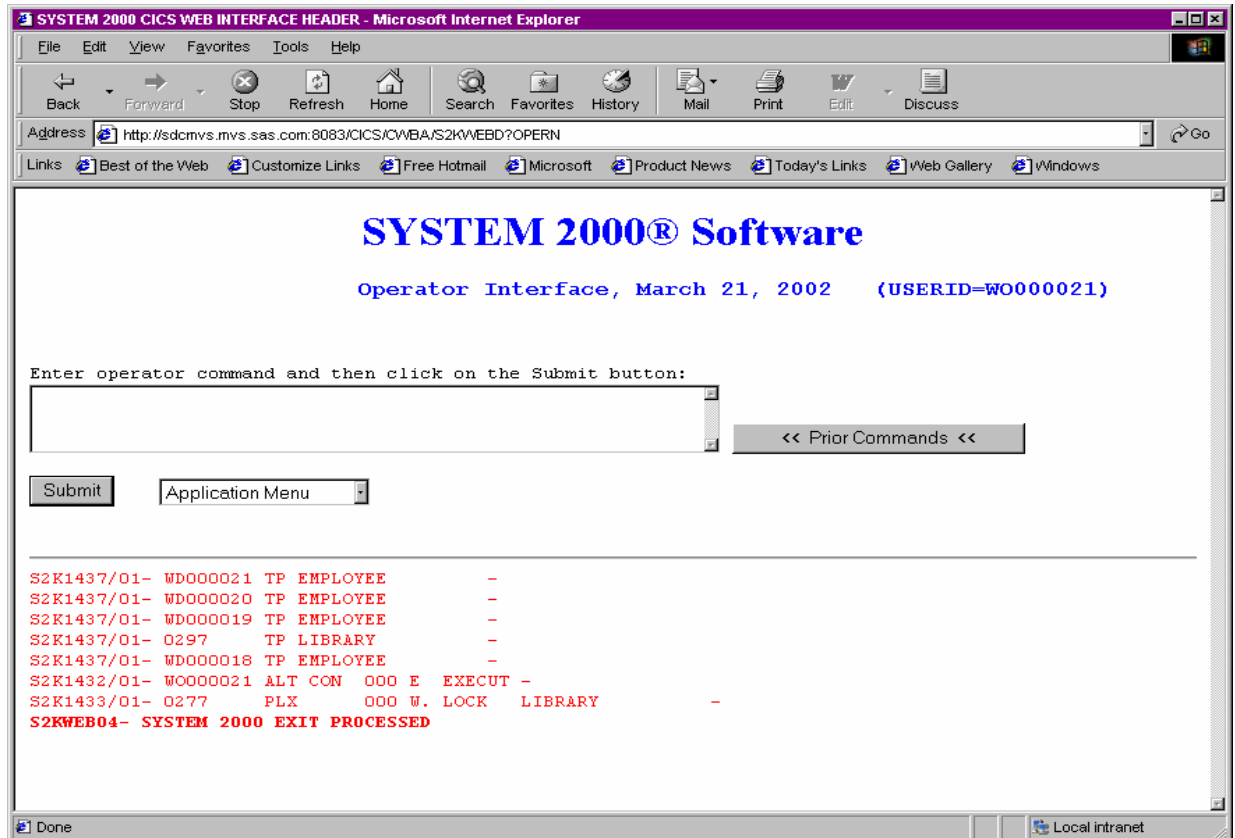 SYSTEM 2000 CICS WEB INTERFACE HEADER - Microsoft Internet Explorer
File Edit View Favorites Tools Help
Back Forward Stop Refresh Home Search Favorites History Mail Print Edit Discuss
Address http://sdcmvs.mvs.sas.com:8083/CICS/CWBA/S2KWEBD?OPERN Go
Links Best of the Web Customize Links Free Hotmail Microsoft Product News Today's Links Web Gallery Windows
SYSTEM 2000® Software
Operator Interface, March 21, 2002 (USERID=WO000021)
Enter operator command and then click on the Submit button:
<< Prior Commands <<
Submit Application Menu
S2K1437/01- WD000021 TP EMPLOYEE -
S2K1437/01- WD000020 TP EMPLOYEE -
S2K1437/01- WD000019 TP EMPLOYEE -
S2K1437/01- 0297 TP LIBRARY -
S2K1437/01- WD000018 TP EMPLOYEE -
S2K1432/01- WO000021 ALT CON 000 E EXECUT -
S2K1433/01- 0277 PLX 000 W. LOCK LIBRARY -
S2KWEB04- SYSTEM 2000 EXIT PROCESSED
Done Local intranet